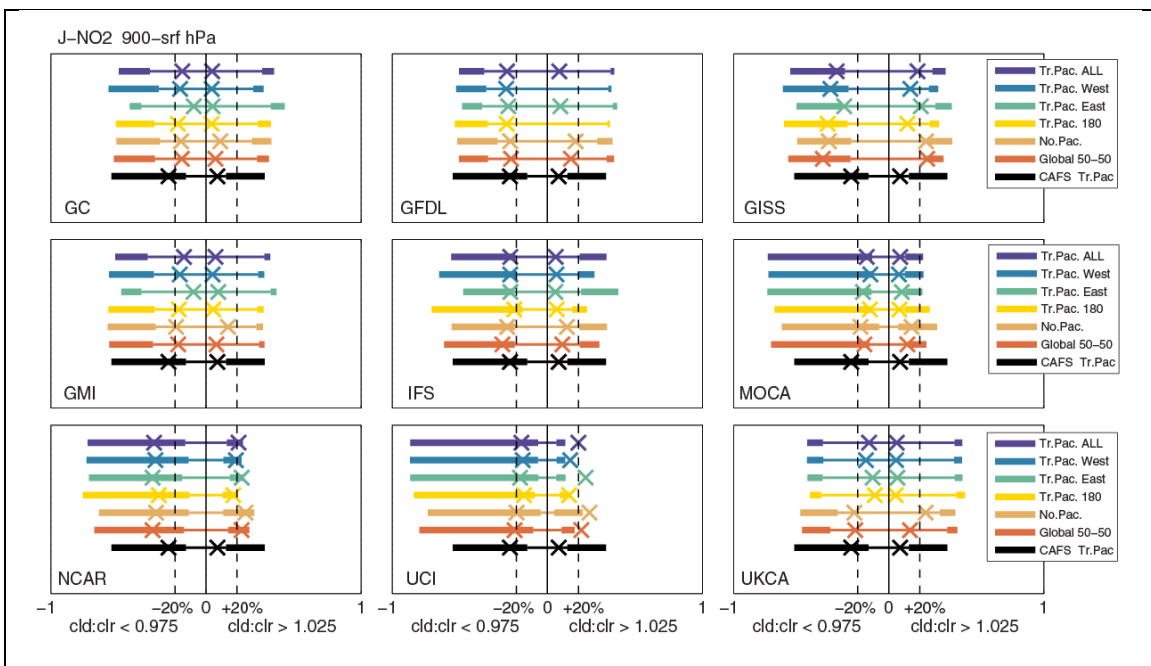 J-NO2 900-srf hPa
GC
GFDL
GISS
Tr.Pac. ALL
Tr.Pac. West
Tr.Pac. East
Tr.Pac. 180
No.Pac.
Global 50-50
CAFS Tr.Pac
GMI
IFS
MOCA
Tr.Pac. ALL
Tr.Pac. West
Tr.Pac. East
Tr.Pac. 180
No.Pac.
Global 50-50
CAFS Tr.Pac
NCAR
UCI
UKCA
Tr.Pac. ALL
Tr.Pac. West
Tr.Pac. East
Tr.Pac. 180
No.Pac.
Global 50-50
CAFS Tr.Pac
−1 −20% 0 +20% 1 −20% 0 +20% −1 −20% 0 +20% 1
cld:clr < 0.975 cld:clr > 1.025 cld:clr < 0.975 cld:clr > 1.025 cld:clr < 0.975 cld:clr > 1.025